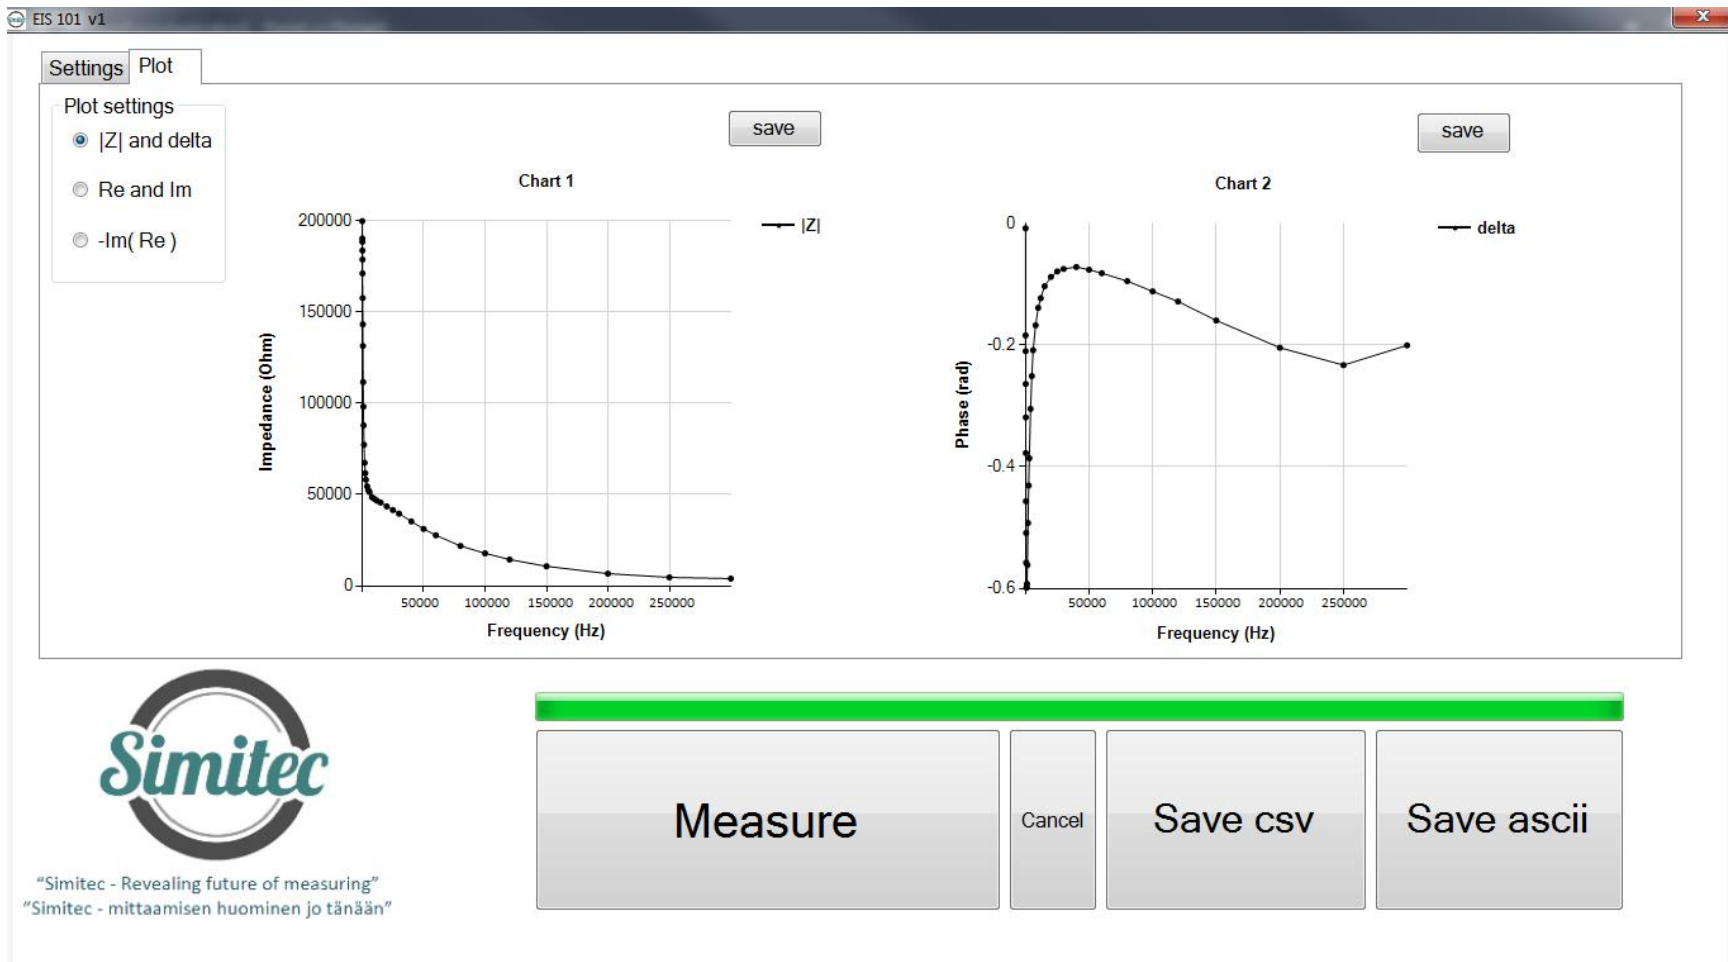 EIS 101 v1
x
Settings Plot
Plot settings
|Z| and delta
Re and Im
-Im( Re )
save
Chart 1
|Z|
200000
150000
100000
50000
0
Impedance (Ohm)
50000 100000 150000 200000 250000
Frequency (Hz)
save
Chart 2
delta
0
-0.2
-0.4
-0.6
Phase (rad)
50000 100000 150000 200000 250000
Frequency (Hz)
Simitec
"Simitec - Revealing future of measuring"
"Simitec - mittaamisen huominen jo tänään"
Measure
Cancel
Save csv
Save ascii